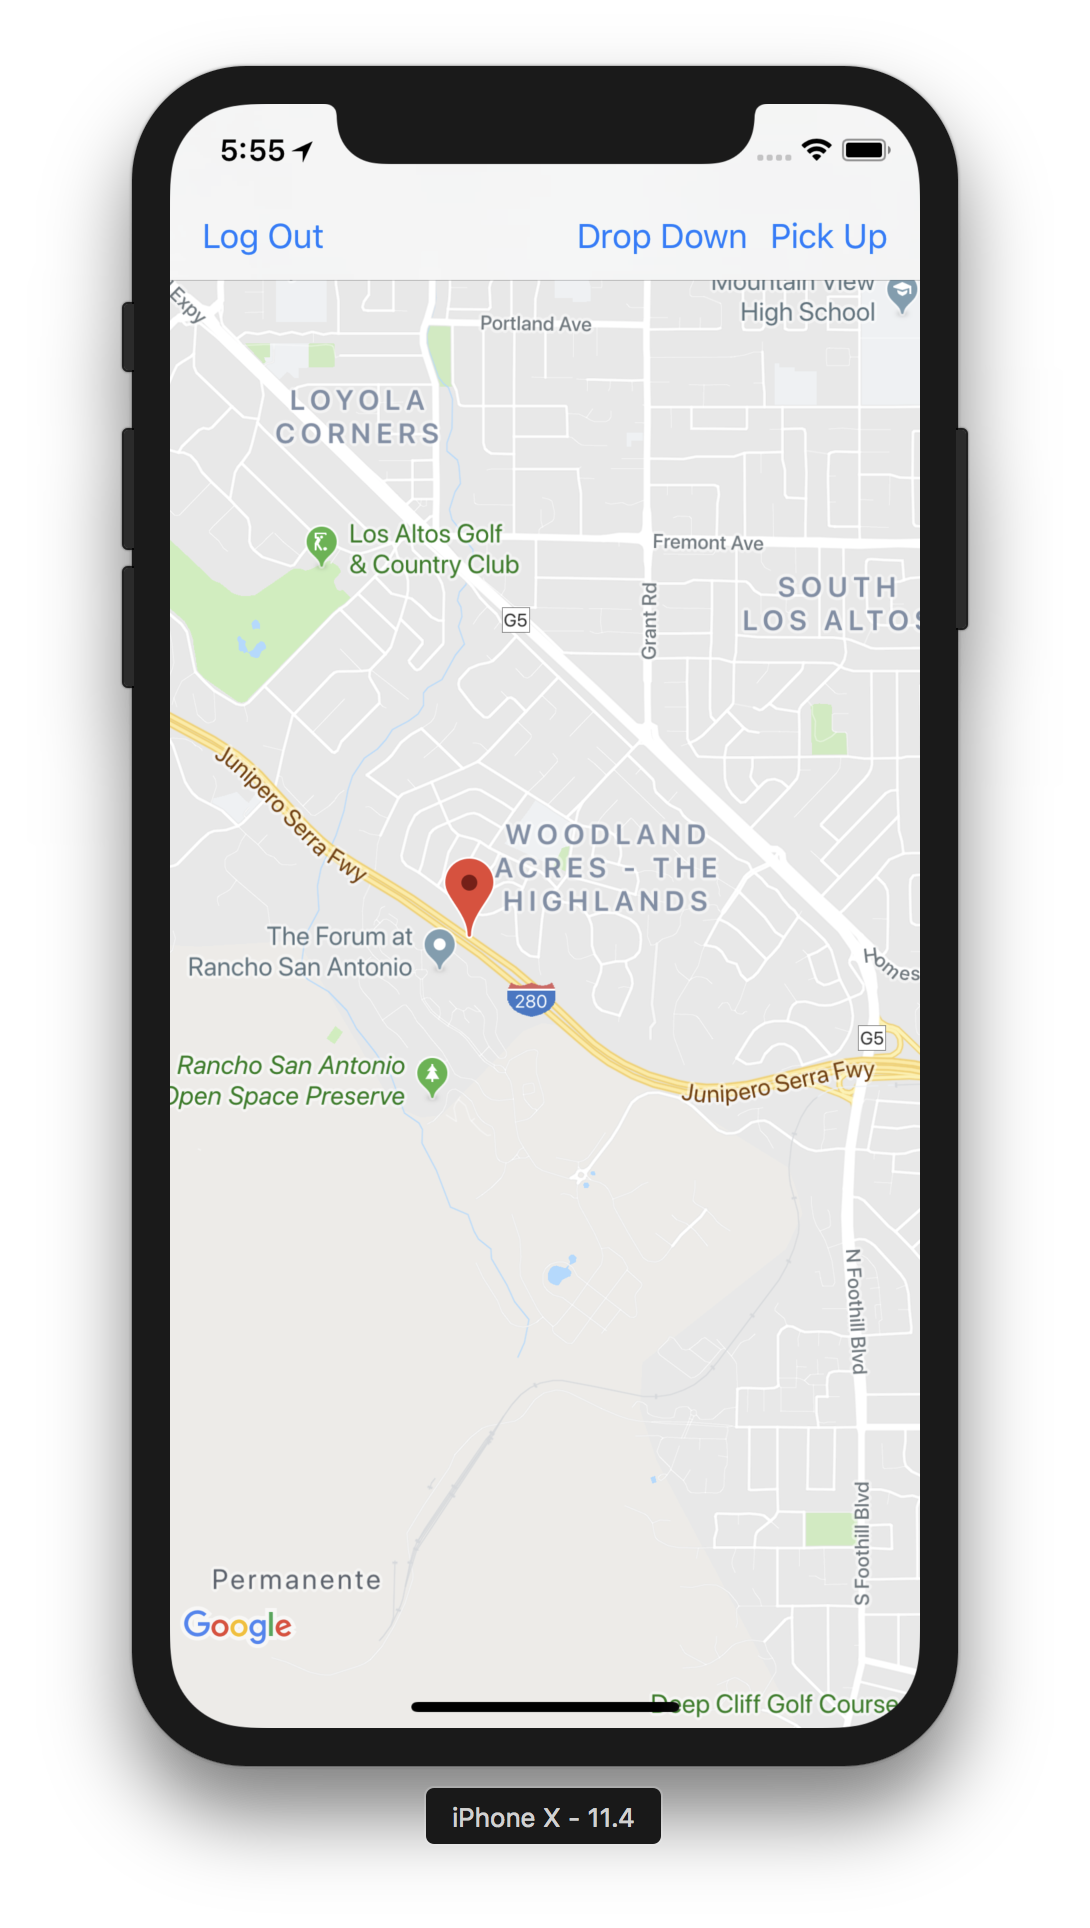 5:55
Log Out
Drop Down
Pick Up
Expy
Portland Ave
Mountain View
High School
LOYOLA
CORNERS
Los Altos Golf
& Country Club
Fremont Ave
SOUTH
LOS ALTOS
G5
Grant Rd
Junipero Serra Fwy
WOODLAND
ACRES - THE
HIGHLANDS
The Forum at
Rancho San Antonio
Homes
280
G5
Rancho San Antonio
Open Space Preserve
Junipero Serra Fwy
N Foothill Blvd
S Foothill Blvd
Permanente
Google
Deep Cliff Golf Course
iPhone X - 11.4